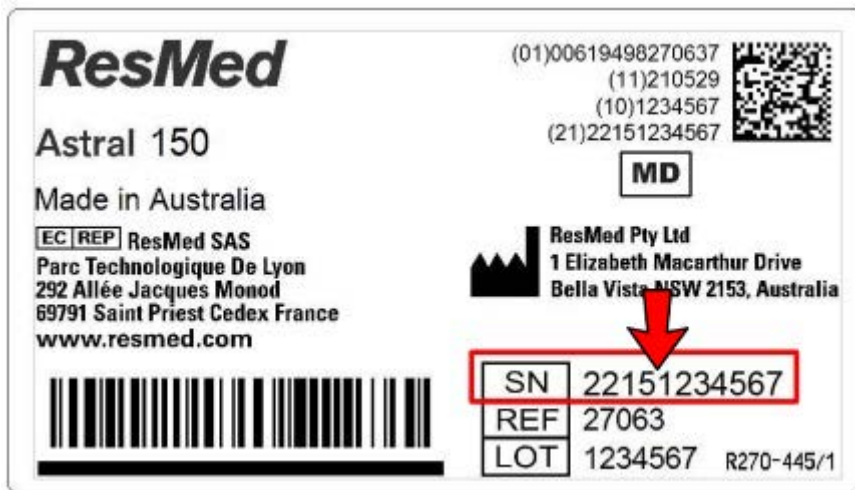 ResMed
Astral 150
Made in Australia
EC REP ResMed SAS
Parc Technologique De Lyon
292 Allée Jacques Monod
69791 Saint Priest Cedex France
www.resmed.com
(01)00619498270637
(11)210529
(10)1234567
(21)22151234567
MD
ResMed Pty Ltd
1 Elizabeth Macarthur Drive
Bella Vista NSW 2153, Australia
SN 22151234567
REF 27063
LOT 1234567 R270-445/1